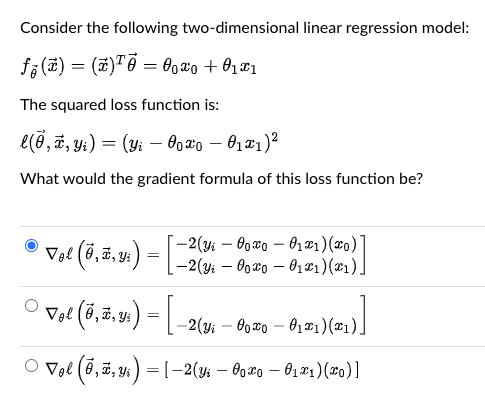 Consider the following two-dimensional linear regression model:
$f_{\vec{\theta}}(\vec{x}) = (\vec{x})^T \vec{\theta} = \theta_0 x_0 + \theta_1 x_1$
The squared loss function is:
$\ell(\vec{\theta}, \vec{x}, y_i) = (y_i - \theta_0 x_0 - \theta_1 x_1)^2$
What would the gradient formula of this loss function be?
$\nabla_\theta \ell \left( \vec{\theta}, \vec{x}, y_i \right) = \begin{bmatrix} -2(y_i - \theta_0 x_0 - \theta_1 x_1)(x_0) \\ -2(y_i - \theta_0 x_0 - \theta_1 x_1)(x_1) \end{bmatrix}$
$\nabla_\theta \ell \left( \vec{\theta}, \vec{x}, y_i \right) = \begin{bmatrix} \\ -2(y_i - \theta_0 x_0 - \theta_1 x_1)(x_1) \end{bmatrix}$
$\nabla_\theta \ell \left( \vec{\theta}, \vec{x}, y_i \right) = [-2(y_i - \theta_0 x_0 - \theta_1 x_1)(x_0)]$